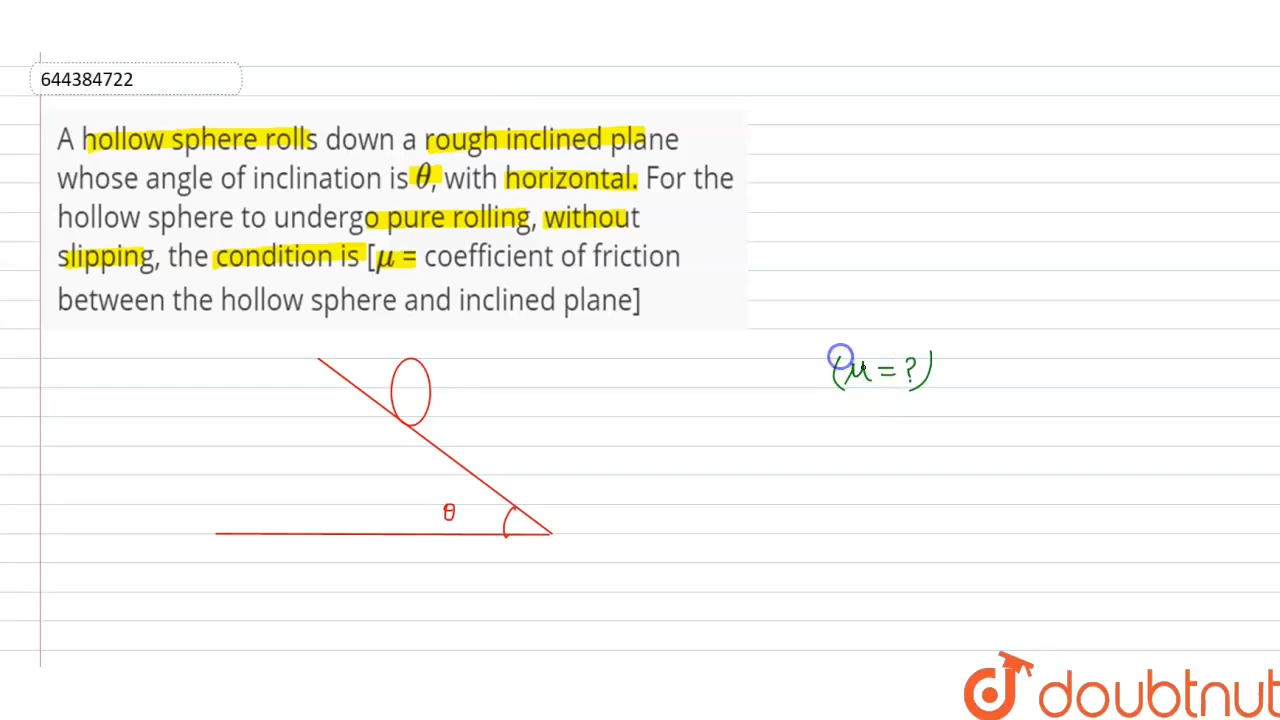 644384722
A hollow sphere rolls down a rough inclined plane
whose angle of inclination is θ, with horizontal. For the
hollow sphere to undergo pure rolling, without
slipping, the condition is [μ = coefficient of friction
between the hollow sphere and inclined plane]
(μ = ?)
θ
doubtnut